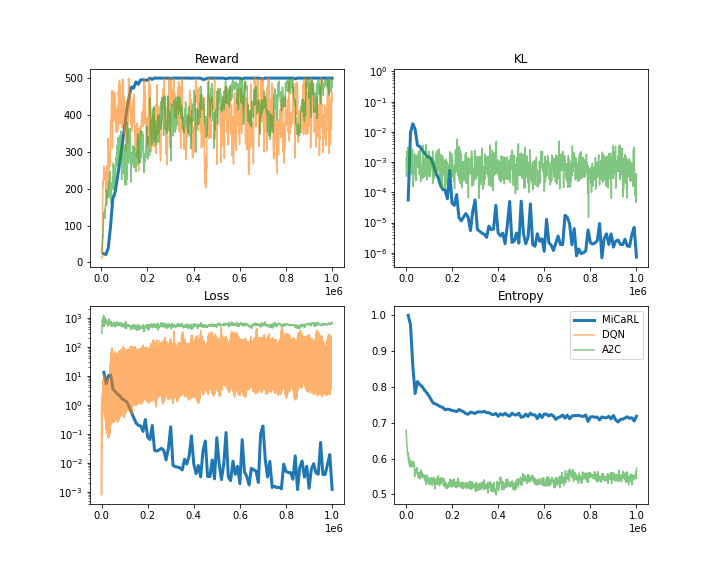 Reward
500
400
300
200
100
0
0.0 0.2 0.4 0.6 0.8 1.0
1e6
KL
10⁰
10⁻¹
10⁻²
10⁻³
10⁻⁴
10⁻⁵
10⁻⁶
0.0 0.2 0.4 0.6 0.8 1.0
1e6
Loss
10³
10²
10¹
10⁰
10⁻¹
10⁻²
10⁻³
0.0 0.2 0.4 0.6 0.8 1.0
1e6
Entropy
MiCaRL
DQN
A2C
1.0
0.9
0.8
0.7
0.6
0.5
0.0 0.2 0.4 0.6 0.8 1.0
1e6